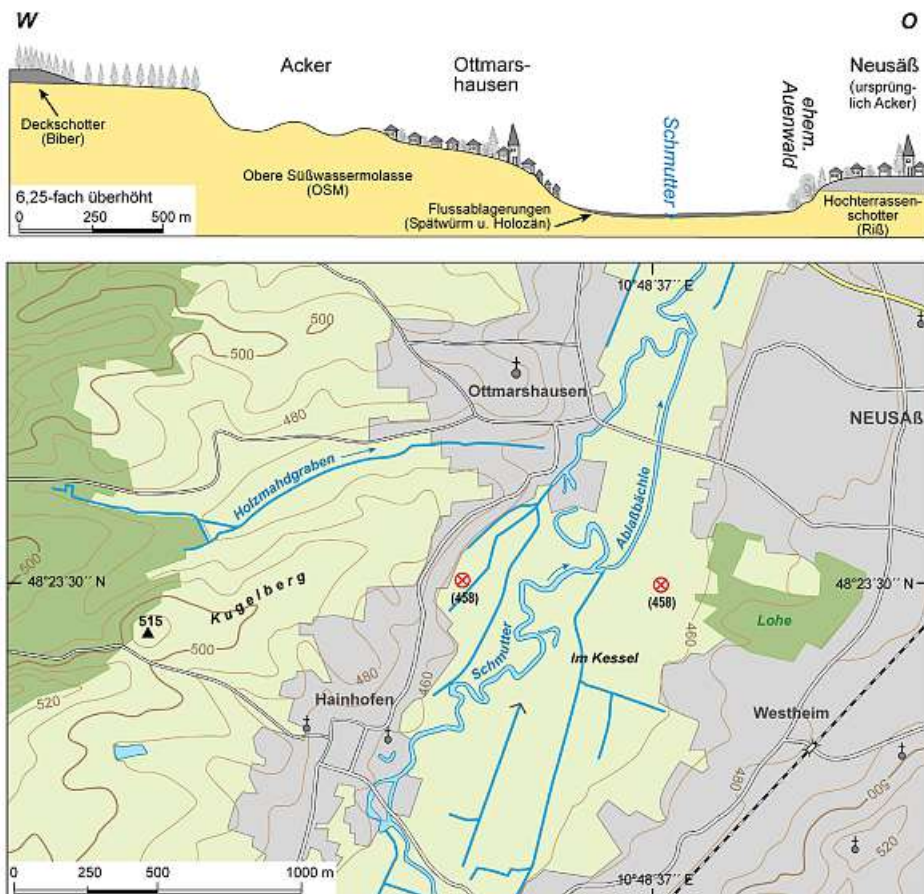 W
O
Acker
Ottmars-
hausen
Schmutter
ehem.
Auenwald
Neusäß
(ursprüng-
lich Acker)
Deckschotter
(Biber)
Obere Süßwassermolasse
(OSM)
Flussablagerungen
(Spätwürm u. Holozän)
Hochterrassen-
schotter
(Riß)
6,25-fach überhöht
0 250 500 m
10°48´37´´ E
500
500
480
Ottmarshausen
NEUSÄß
Holzmahdgraben
Ablaßbächle
500
48°23´30´´ N
48°23´30´´ N
Kugelberg
515
(458)
(458)
Lohe
500
Schmutter
Im Kessel
460
480
460
520
Hainhofen
Westheim
480
500
520
0 250 500 1000 m
10°48´37´´ E